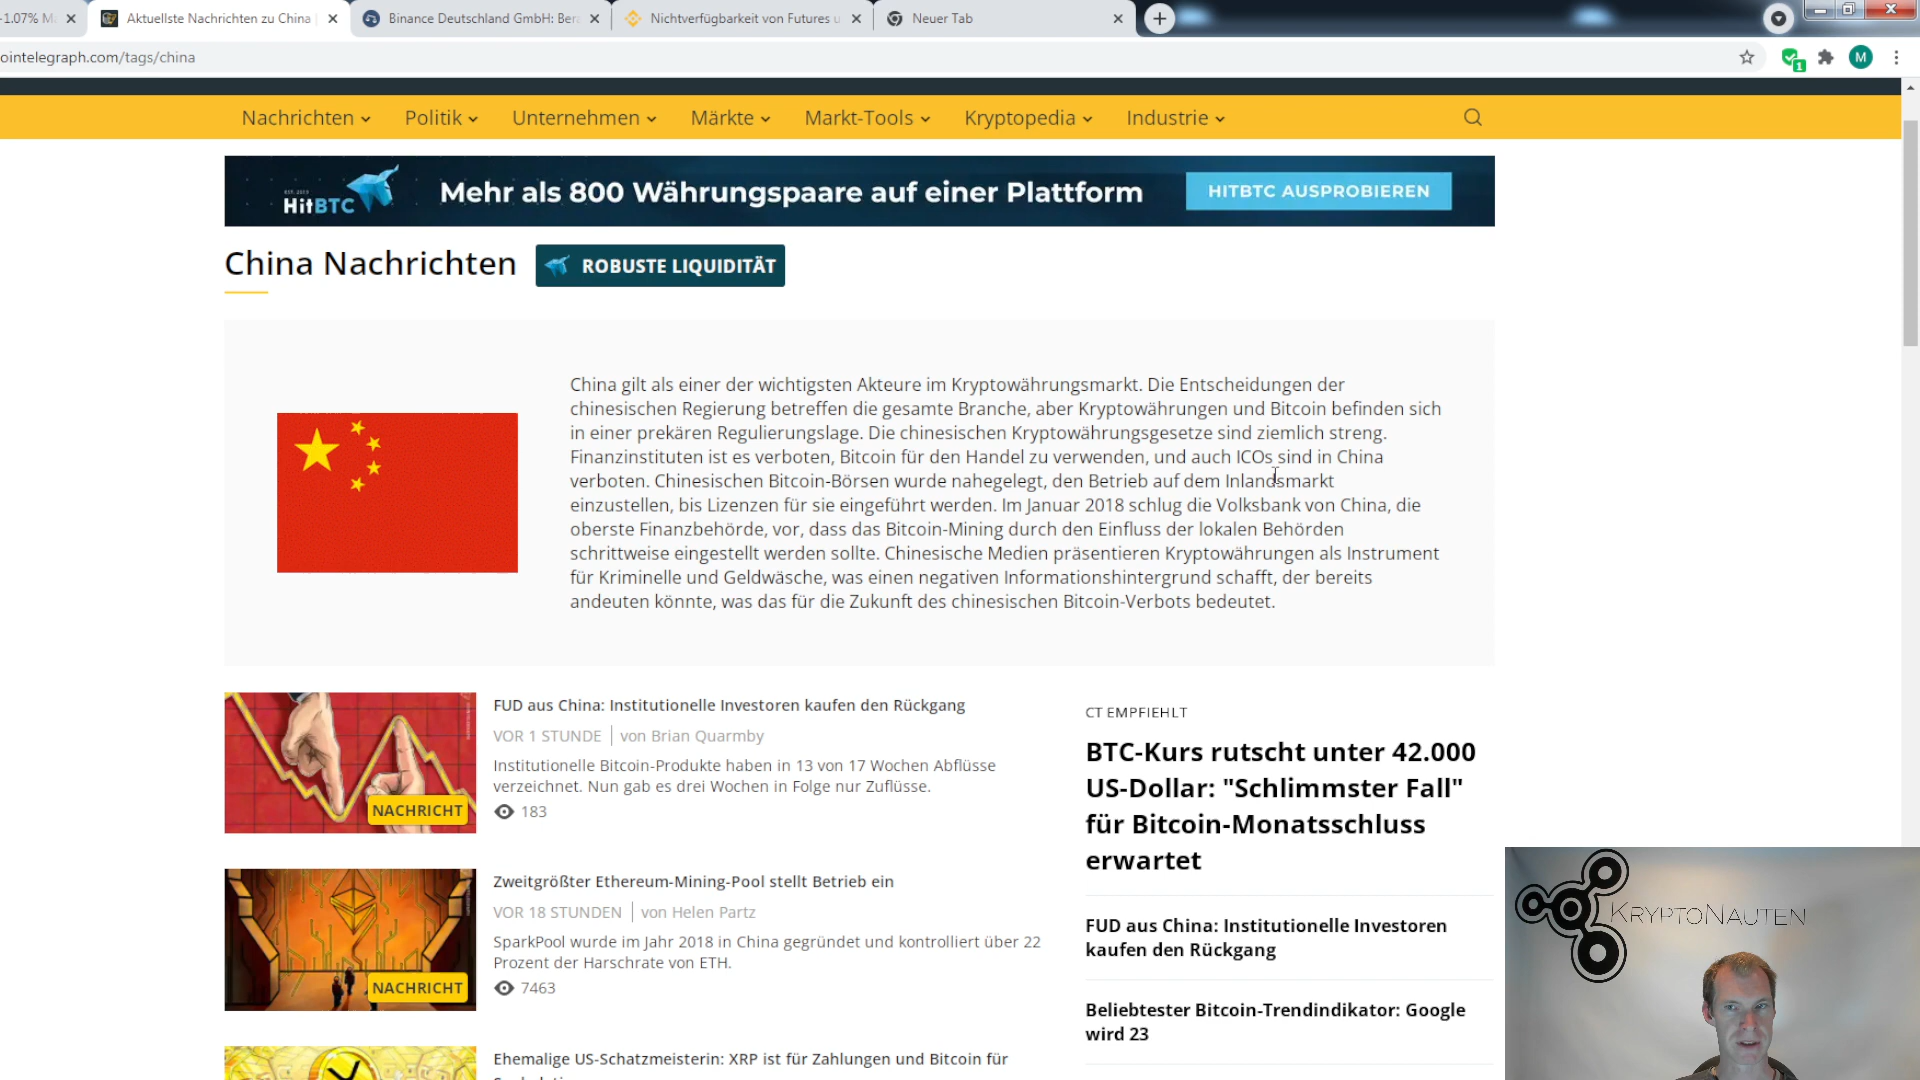 -1.07% M
Aktuellste Nachrichten zu China |
Binance Deutschland GmbH: Ber
Nichtverfügbarkeit von Futures u
Neuer Tab
ointelegraph.com/tags/china
1
M
Nachrichten
Politik
Unternehmen
Märkte
Markt-Tools
Kryptopedia
Industrie
EST. 2013
HitBTC
Mehr als 800 Währungspaare auf einer Plattform
HITBTC AUSPROBIEREN
China Nachrichten
ROBUSTE LIQUIDITÄT
China gilt als einer der wichtigsten Akteure im Kryptowährungsmarkt. Die Entscheidungen der
chinesischen Regierung betreffen die gesamte Branche, aber Kryptowährungen und Bitcoin befinden sich
in einer prekären Regulierungslage. Die chinesischen Kryptowährungsgesetze sind ziemlich streng.
Finanzinstituten ist es verboten, Bitcoin für den Handel zu verwenden, und auch ICOs sind in China
verboten. Chinesischen Bitcoin-Börsen wurde nahegelegt, den Betrieb auf dem Inlandsmarkt
einzustellen, bis Lizenzen für sie eingeführt werden. Im Januar 2018 schlug die Volksbank von China, die
oberste Finanzbehörde, vor, dass das Bitcoin-Mining durch den Einfluss der lokalen Behörden
schrittweise eingestellt werden sollte. Chinesische Medien präsentieren Kryptowährungen als Instrument
für Kriminelle und Geldwäsche, was einen negativen Informationshintergrund schafft, der bereits
andeuten könnte, was das für die Zukunft des chinesischen Bitcoin-Verbots bedeutet.
NACHRICHT
FUD aus China: Institutionelle Investoren kaufen den Rückgang
VOR 1 STUNDE | von Brian Quarmby
Institutionelle Bitcoin-Produkte haben in 13 von 17 Wochen Abflüsse
verzeichnet. Nun gab es drei Wochen in Folge nur Zuflüsse.
183
NACHRICHT
Zweitgrößter Ethereum-Mining-Pool stellt Betrieb ein
VOR 18 STUNDEN | von Helen Partz
SparkPool wurde im Jahr 2018 in China gegründet und kontrolliert über 22
Prozent der Harschrate von ETH.
7463
Ehemalige US-Schatzmeisterin: XRP ist für Zahlungen und Bitcoin für
CT EMPFIEHLT
BTC-Kurs rutscht unter 42.000
US-Dollar: "Schlimmster Fall"
für Bitcoin-Monatsschluss
erwartet
FUD aus China: Institutionelle Investoren
kaufen den Rückgang
Beliebtester Bitcoin-Trendindikator: Google
wird 23
KRYPTONAUTEN